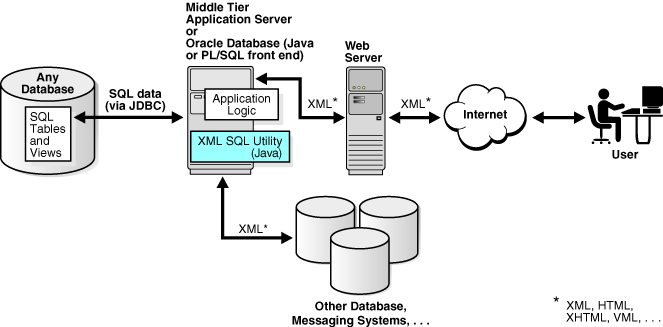 Middle Tier
Application Server
or
Oracle Database (Java
or PL/SQL front end)
Web
Server
Any
Database
SQL data
(via JDBC)
SQL
Tables
and
Views
Application
Logic
XML SQL Utility
(Java)
XML*
XML*
Internet
User
XML*
Other Database,
Messaging Systems, . . .
* XML, HTML,
XHTML, VML, . . .